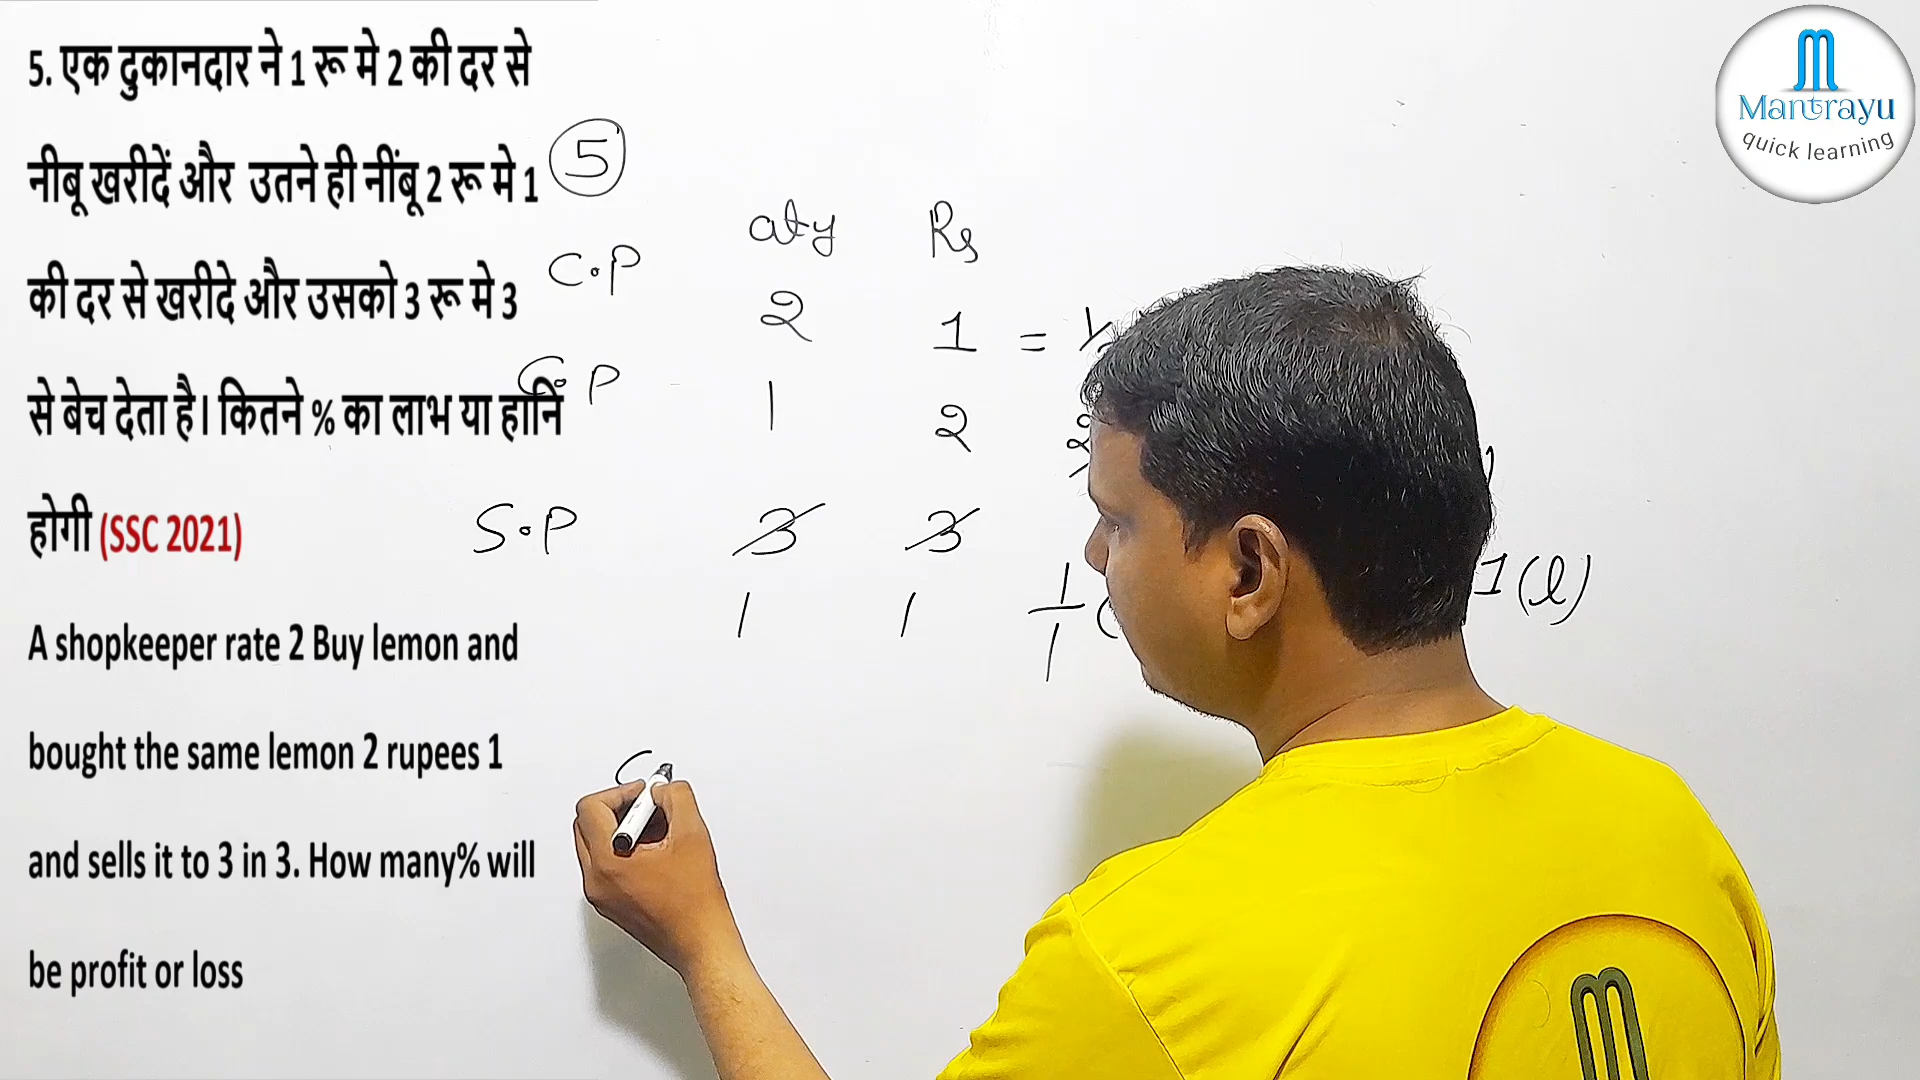 5. एक दुकानदार ने 1 रू मे 2 की दर से
नीबू खरीदें और उतने ही नींबू 2 रू मे 1
की दर से खरीदे और उसको 3 रू मे 3
से बेच देता है। कितने % का लाभ या हानि
होगी (SSC 2021)
A shopkeeper rate 2 Buy lemon and
bought the same lemon 2 rupees 1
and sells it to 3 in 3. How many% will
be profit or loss
5
qty Rs
C.P 2 1 =
C.P 1 2
S.P 3 3
1 1 1/1
1 (l)
Mantrayu
quick learning